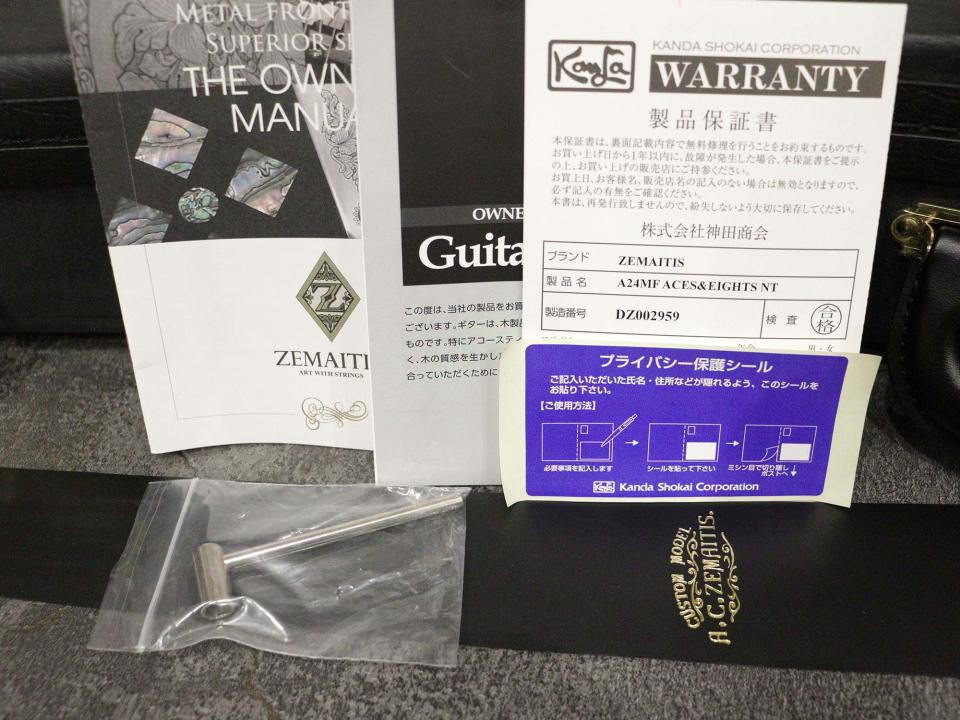 METAL FRONT
SUPERIOR
THE OWN
MANUA
ZEMAITI
ART WITH STRINGS
OWNE
Guita
この度は、当社の製品をお買
ございます。ギターは、木製品
ものです。特にアコースティ
く、木の質感を生かした
合っていただくために
Kanda
KANDA SHOKAI CORPORATION
WARRANTY
製品保証書
本保証書は、裏面記載内容で無料修理を行うことをお約束するものです。
お買い上げ日から1年以内に、故障が発生した場合、本保証書をご提示
の上、お買い上げの販売店にご持参ください。
お買上日、お客様名、販売店名の記入のない場合は無効となりますので、
必ず記入の有無をご確認ください。
本書は、再発行致しませんので、紛失しないよう大切に保存してください。
株式会社神田商会
ブランド ZEMAITIS
製品名 A24MF ACES&EIGHTS NT
製造番号 DZ002959 検査 合格
男・女
プライバシー保護シール
ご記入いただいた氏名・住所などが隠れるよう、このシールを
お貼り下さい。
【ご使用方法】
必要事項を記入します シールを貼って下さい ミシン目で切り離し
ポストへ
Kanda Shokai Corporation
CUSTOM MODEL
A.C.ZEMAITIS.